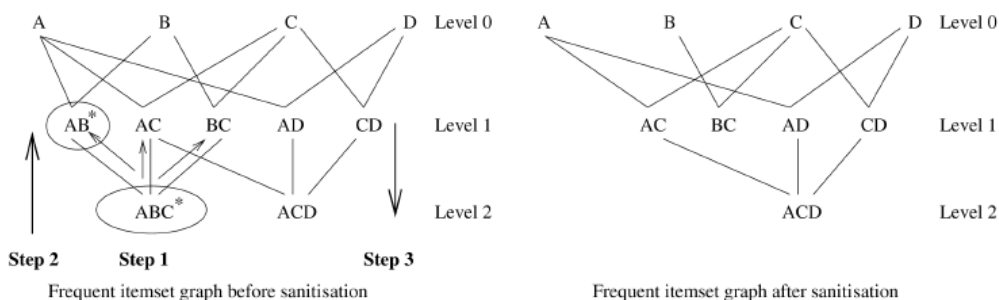 A B C D Level 0
AB* AC BC AD CD Level 1
ABC* ACD Level 2
Step 2 Step 1 Step 3
Frequent itemset graph before sanitisation
A B C D Level 0
AC BC AD CD Level 1
ACD Level 2
Frequent itemset graph after sanitisation